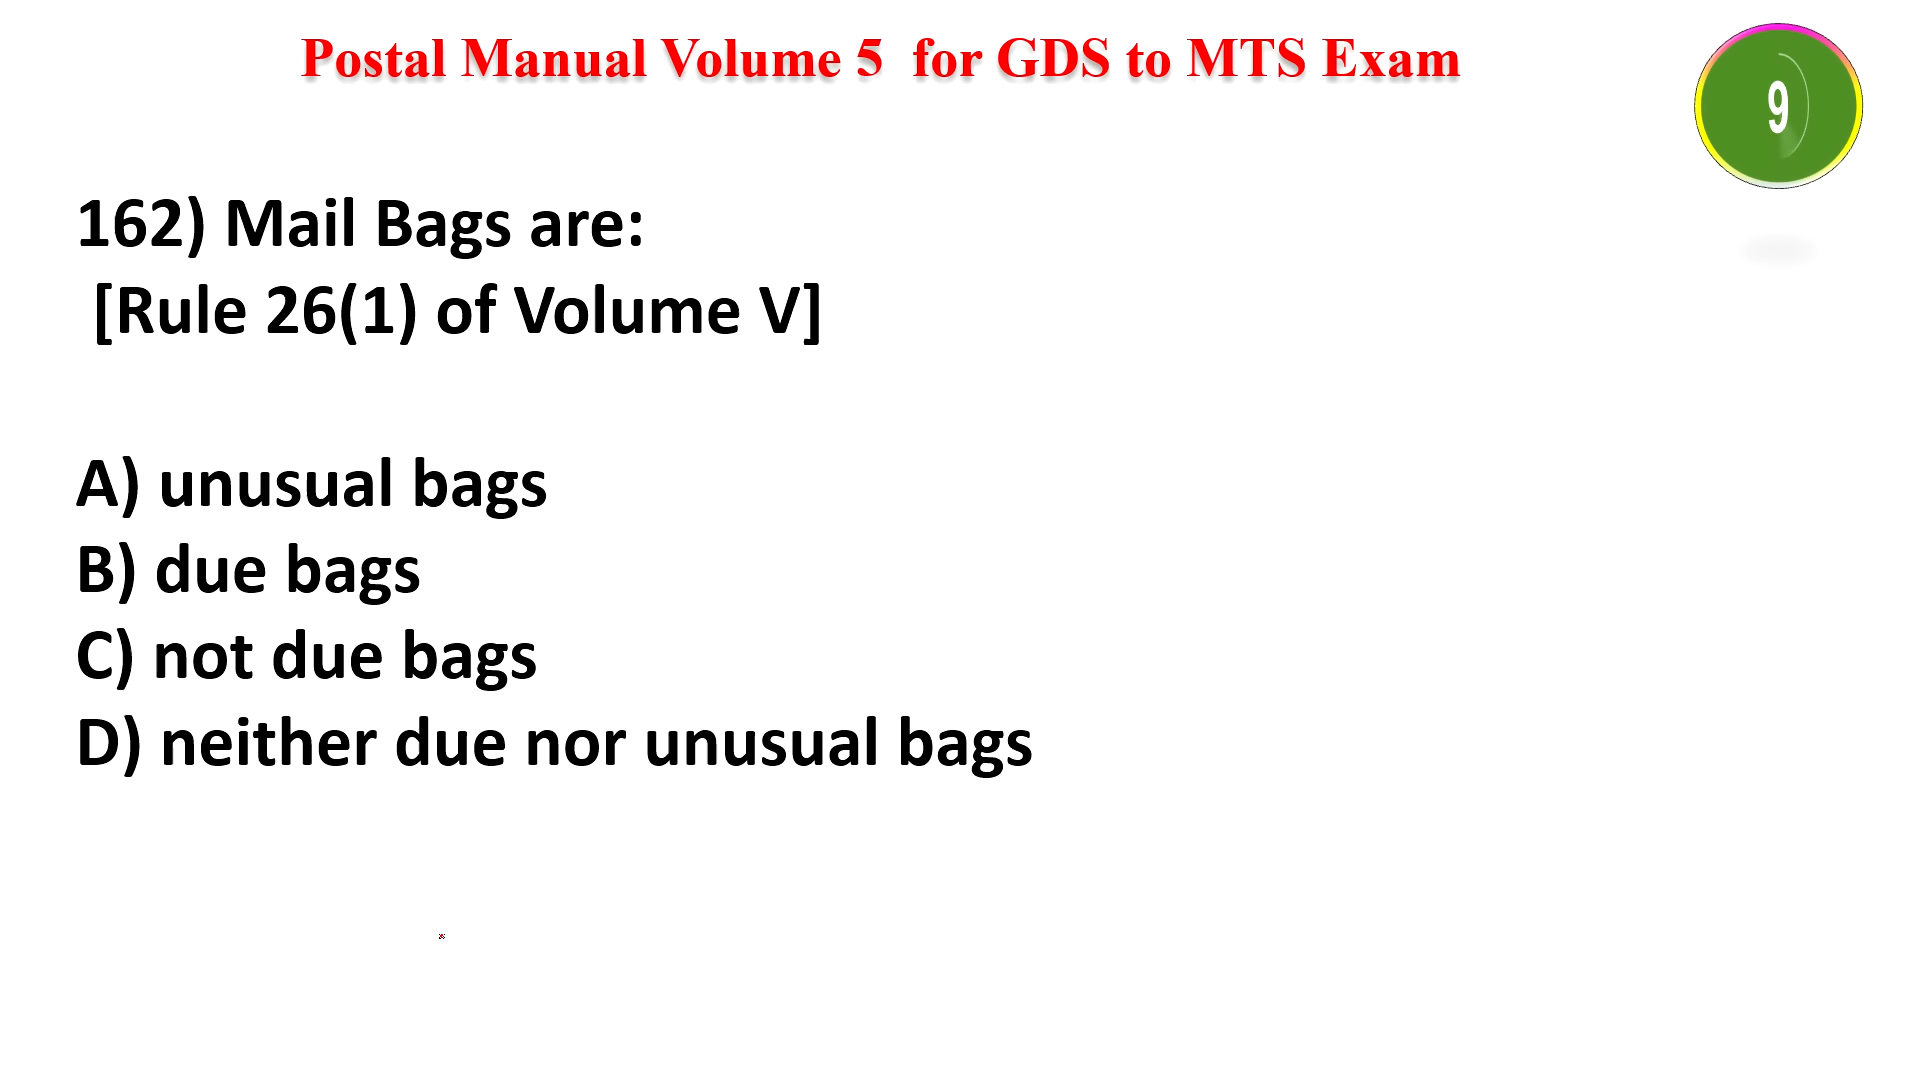 Postal Manual Volume 5 for GDS to MTS Exam
9
162) Mail Bags are:
[Rule 26(1) of Volume V]
A) unusual bags
B) due bags
C) not due bags
D) neither due nor unusual bags